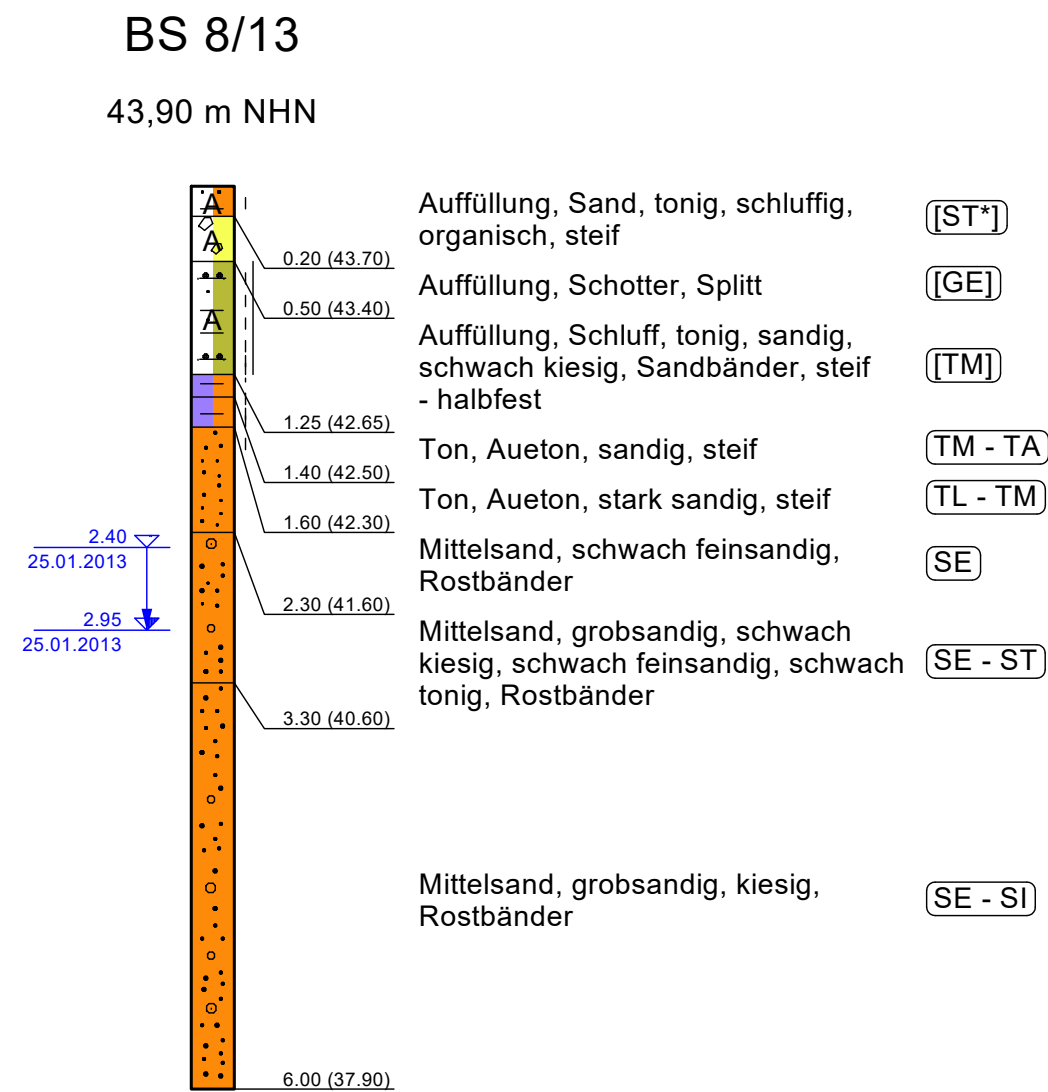 BS 8/13
43,90 m NHN
A
Auffüllung, Sand, tonig, schluffig,
organisch, steif
[ST*]
A
0.20 (43.70)
Auffüllung, Schotter, Splitt
[GE]
0.50 (43.40)
A
Auffüllung, Schluff, tonig, sandig,
schwach kiesig, Sandbänder, steif
- halbfest
[TM]
1.25 (42.65)
Ton, Aueton, sandig, steif
TM - TA
1.40 (42.50)
Ton, Aueton, stark sandig, steif
TL - TM
1.60 (42.30)
2.40
25.01.2013
Mittelsand, schwach feinsandig,
Rostbänder
SE
2.30 (41.60)
2.95
25.01.2013
Mittelsand, grobsandig, schwach
kiesig, schwach feinsandig, schwach
tonig, Rostbänder
SE - ST
3.30 (40.60)
Mittelsand, grobsandig, kiesig,
Rostbänder
SE - SI
6.00 (37.90)